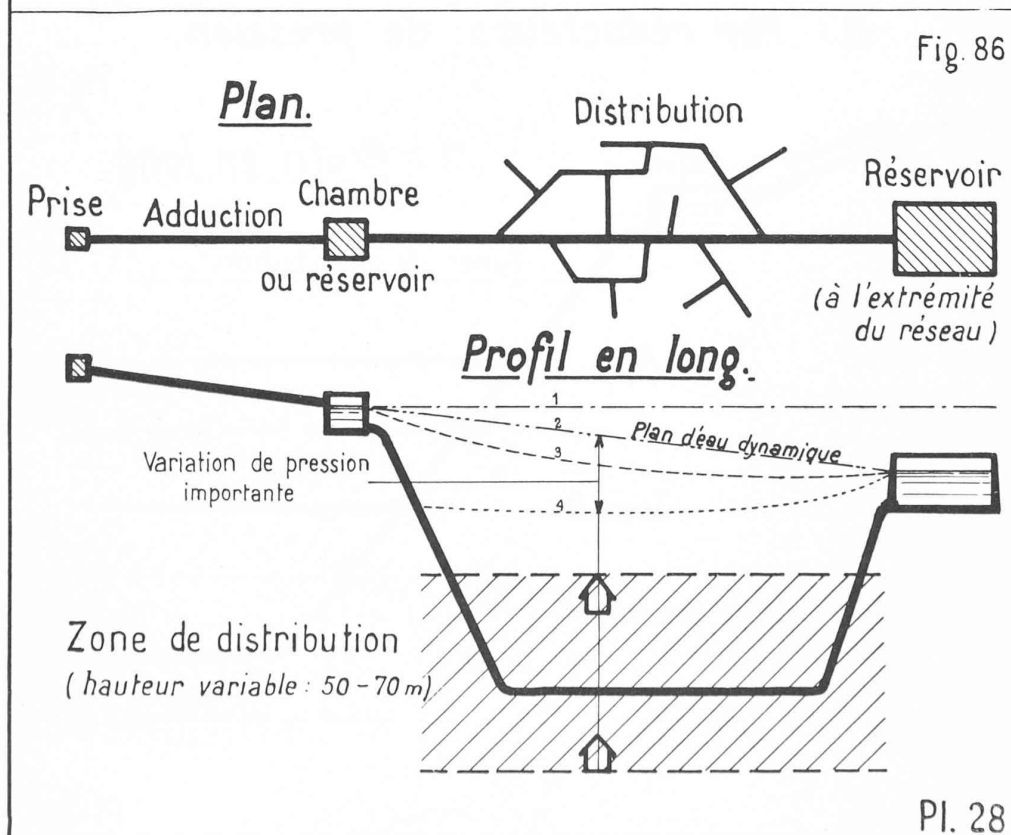 Fig. 86
Plan.
Distribution
Réservoir
Prise
Adduction
Chambre
ou réservoir
(à l'extrémité
du réseau)
Profil en long.
1
2
Plan d'eau dynamique
3
Variation de pression
importante
4
Zone de distribution
(hauteur variable : 50-70m)
Pl. 28